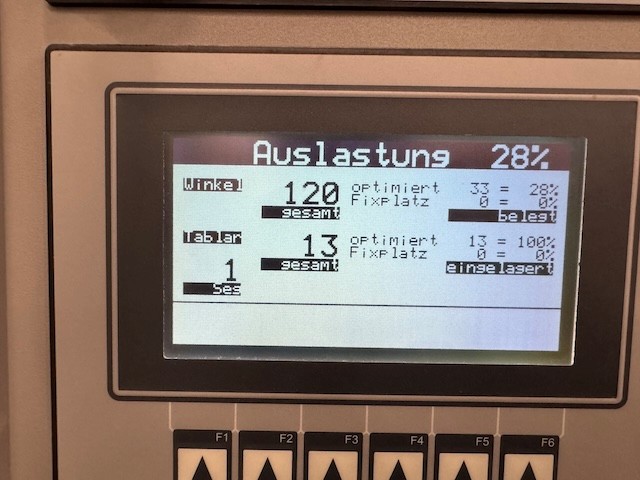 Auslastung 28%
Winkel 120 optimiert 33 = 28%
Fixplatz 0 = 0%
gesamt belegt
Tablar 13 optimiert 13 = 100%
Fixplatz 0 = 0%
1 gesamt eingelagert
Seg
F1 F2 F3 F4 F5 F6